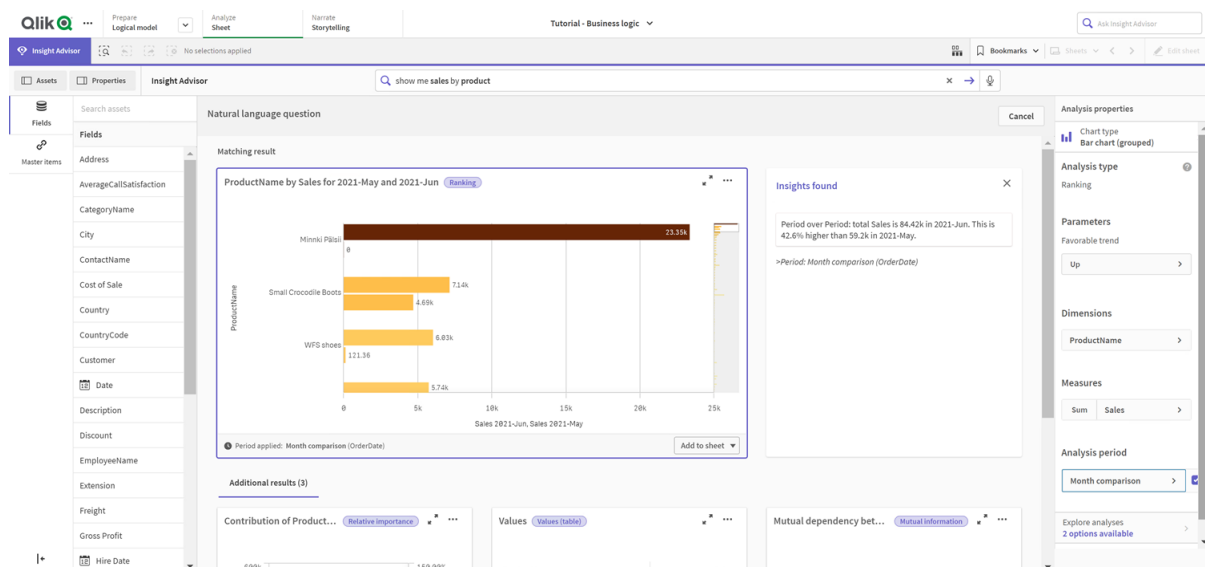 Qlik
Prepare
Logical model
Analyze
Sheet
Narrate
Storytelling
Tutorial - Business logic
Ask Insight Advisor
Insight Advisor
No selections applied
Bookmarks
Sheets
Edit sheet
Assets
Properties
Insight Advisor
show me sales by product
Fields
Master items
Search assets
Fields
Address
AverageCallSatisfaction
CategoryName
City
ContactName
Cost of Sale
Country
CountryCode
Customer
Date
Description
Discount
EmployeeName
Extension
Freight
Gross Profit
Hire Date
Natural language question
Cancel
Matching result
ProductName by Sales for 2021-May and 2021-Jun
Ranking
ProductName
Minnki Pälsii
23.35k
0
Small Crocodile Boots
7.14k
4.69k
WFS shoes
6.03k
121.36
5.74k
0
5k
10k
15k
20k
25k
Sales 2021-Jun, Sales 2021-May
Period applied: Month comparison (OrderDate)
Add to sheet
Insights found
Period over Period: total Sales is 84.42k in 2021-Jun. This is
42.6% higher than 59.2k in 2021-May.
>Period: Month comparison (OrderDate)
Additional results (3)
Contribution of Product...
Relative importance
Values
Values (table)
Mutual dependency bet...
Mutual information
Analysis properties
Chart type
Bar chart (grouped)
Analysis type
Ranking
Parameters
Favorable trend
Up
Dimensions
ProductName
Measures
Sum
Sales
Analysis period
Month comparison
Explore analyses
2 options available